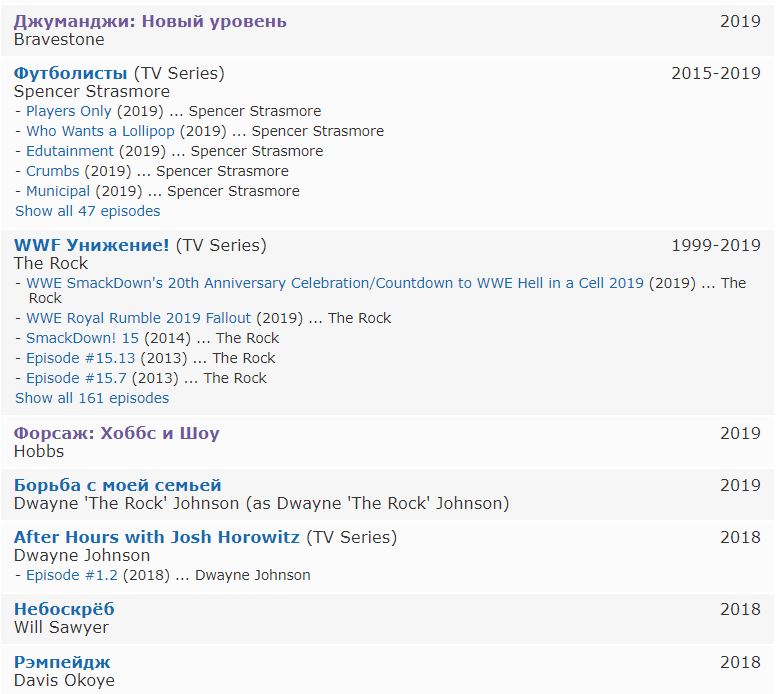 Джуманджи: Новый уровень 2019
Bravestone
Футболисты (TV Series) 2015-2019
Spencer Strasmore
- Players Only (2019) ... Spencer Strasmore
- Who Wants a Lollipop (2019) ... Spencer Strasmore
- Edutainment (2019) ... Spencer Strasmore
- Crumbs (2019) ... Spencer Strasmore
- Municipal (2019) ... Spencer Strasmore
Show all 47 episodes
WWF Унижение! (TV Series) 1999-2019
The Rock
- WWE SmackDown's 20th Anniversary Celebration/Countdown to WWE Hell in a Cell 2019 (2019) ... The
Rock
- WWE Royal Rumble 2019 Fallout (2019) ... The Rock
- SmackDown! 15 (2014) ... The Rock
- Episode #15.13 (2013) ... The Rock
- Episode #15.7 (2013) ... The Rock
Show all 161 episodes
Форсаж: Хоббс и Шоу 2019
Hobbs
Борьба с моей семьей 2019
Dwayne 'The Rock' Johnson (as Dwayne 'The Rock' Johnson)
After Hours with Josh Horowitz (TV Series) 2018
Dwayne Johnson
- Episode #1.2 (2018) ... Dwayne Johnson
Небоскрёб 2018
Will Sawyer
Рэмпейдж 2018
Davis Okoye